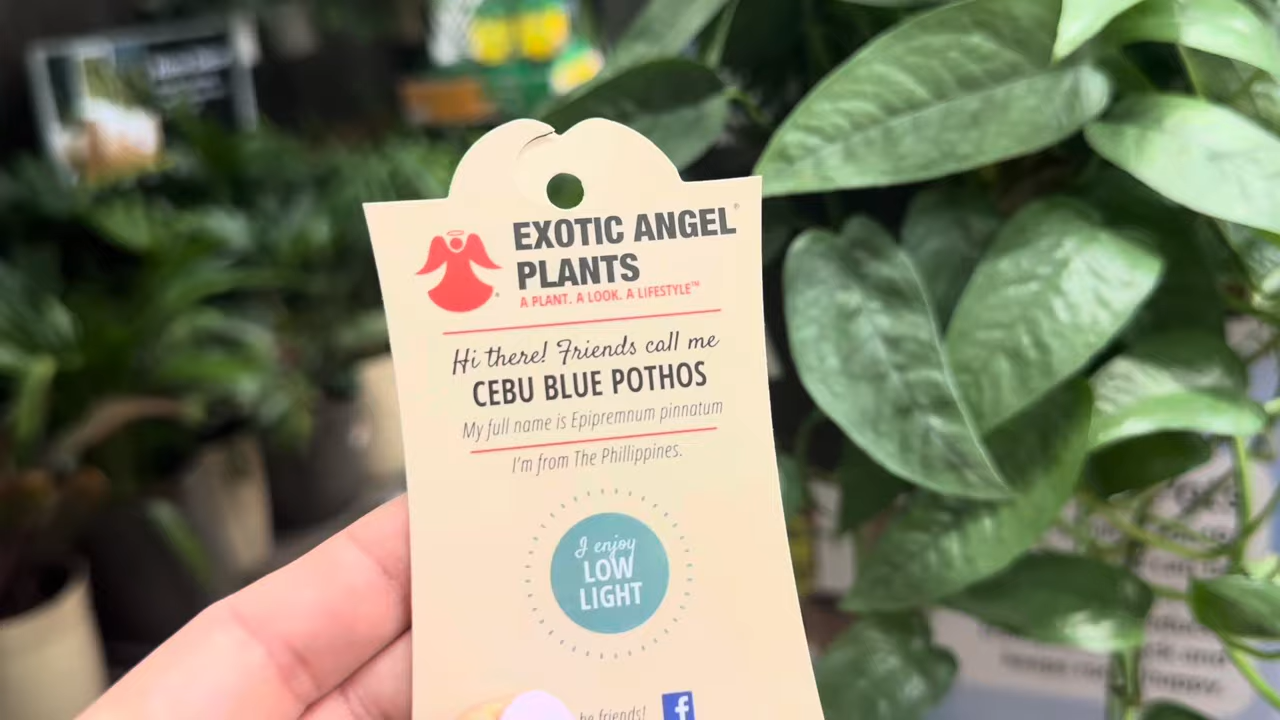 EXOTIC ANGEL®
PLANTS
A PLANT. A LOOK. A LIFESTYLE™
Hi there! Friends call me
CEBU BLUE POTHOS
My full name is Epipremnum pinnatum
I'm from The Phillippines.
I enjoy
LOW
LIGHT
be friends!
f